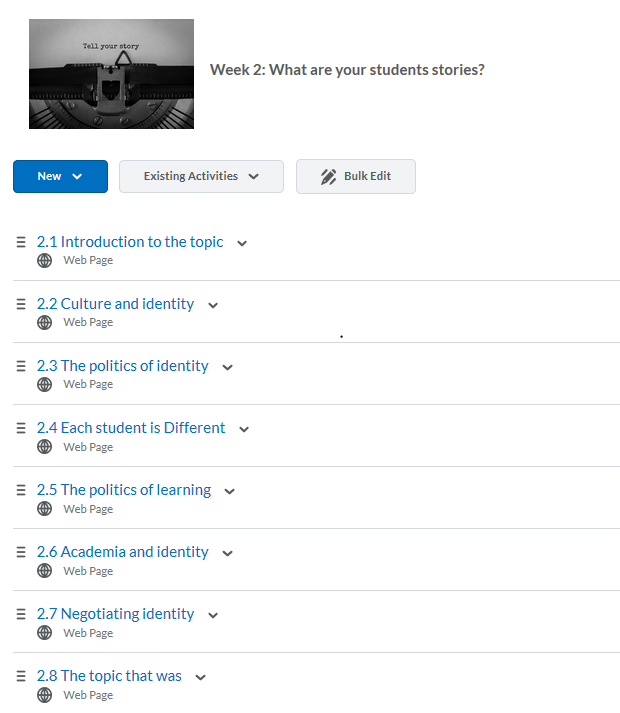 Tell your story
Week 2: What are your students stories?
New
Existing Activities
Bulk Edit
2.1 Introduction to the topic
Web Page
2.2 Culture and identity
Web Page
2.3 The politics of identity
Web Page
2.4 Each student is Different
Web Page
2.5 The politics of learning
Web Page
2.6 Academia and identity
Web Page
2.7 Negotiating identity
Web Page
2.8 The topic that was
Web Page